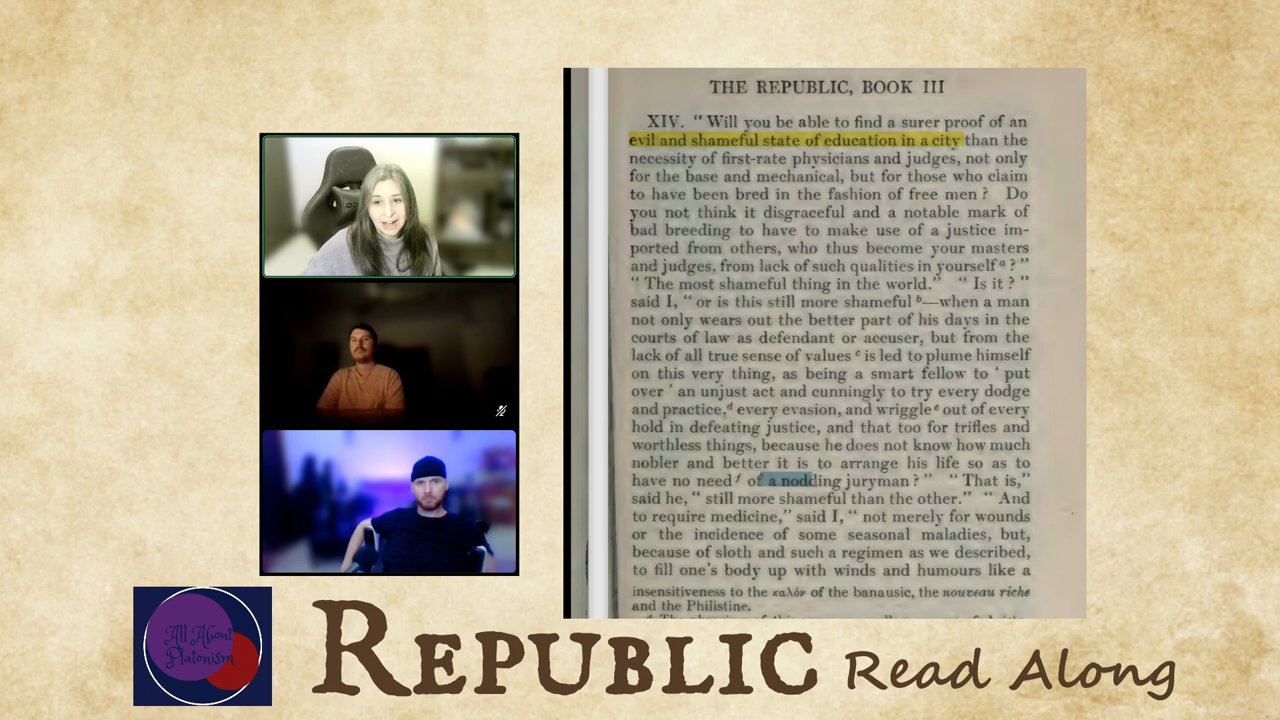 THE REPUBLIC, BOOK III
XIV. “ Will you be able to find a surer proof of an
evil and shameful state of education in a city than the
necessity of first-rate physicians and judges, not only
for the base and mechanical, but for those who claim
to have been bred in the fashion of free men ? Do
you not think it disgraceful and a notable mark of
bad breeding to have to make use of a justice im-
ported from others, who thus become your masters
and judges, from lack of such qualities in yourself ᵃ ? ”
“ The most shameful thing in the world.” “ Is it ? ”
said I, “ or is this still more shameful ᵇ—when a man
not only wears out the better part of his days in the
courts of law as defendant or accuser, but from the
lack of all true sense of values ᶜ is led to plume himself
on this very thing, as being a smart fellow to ‘ put
over ’ an unjust act and cunningly to try every dodge
and practice,ᵈ every evasion, and wriggle ᵉ out of every
hold in defeating justice, and that too for trifles and
worthless things, because he does not know how much
nobler and better it is to arrange his life so as to
have no need ᶠ of a nodding juryman ? ” “ That is,”
said he, “ still more shameful than the other.” “ And
to require medicine,” said I, “ not merely for wounds
or the incidence of some seasonal maladies, but,
because of sloth and such a regimen as we described,
to fill one’s body up with winds and humours like a
insensitiveness to the καλόν of the banausic, the nouveau riche
and the Philistine.
All About
Platonism
REPUBLIC Read Along